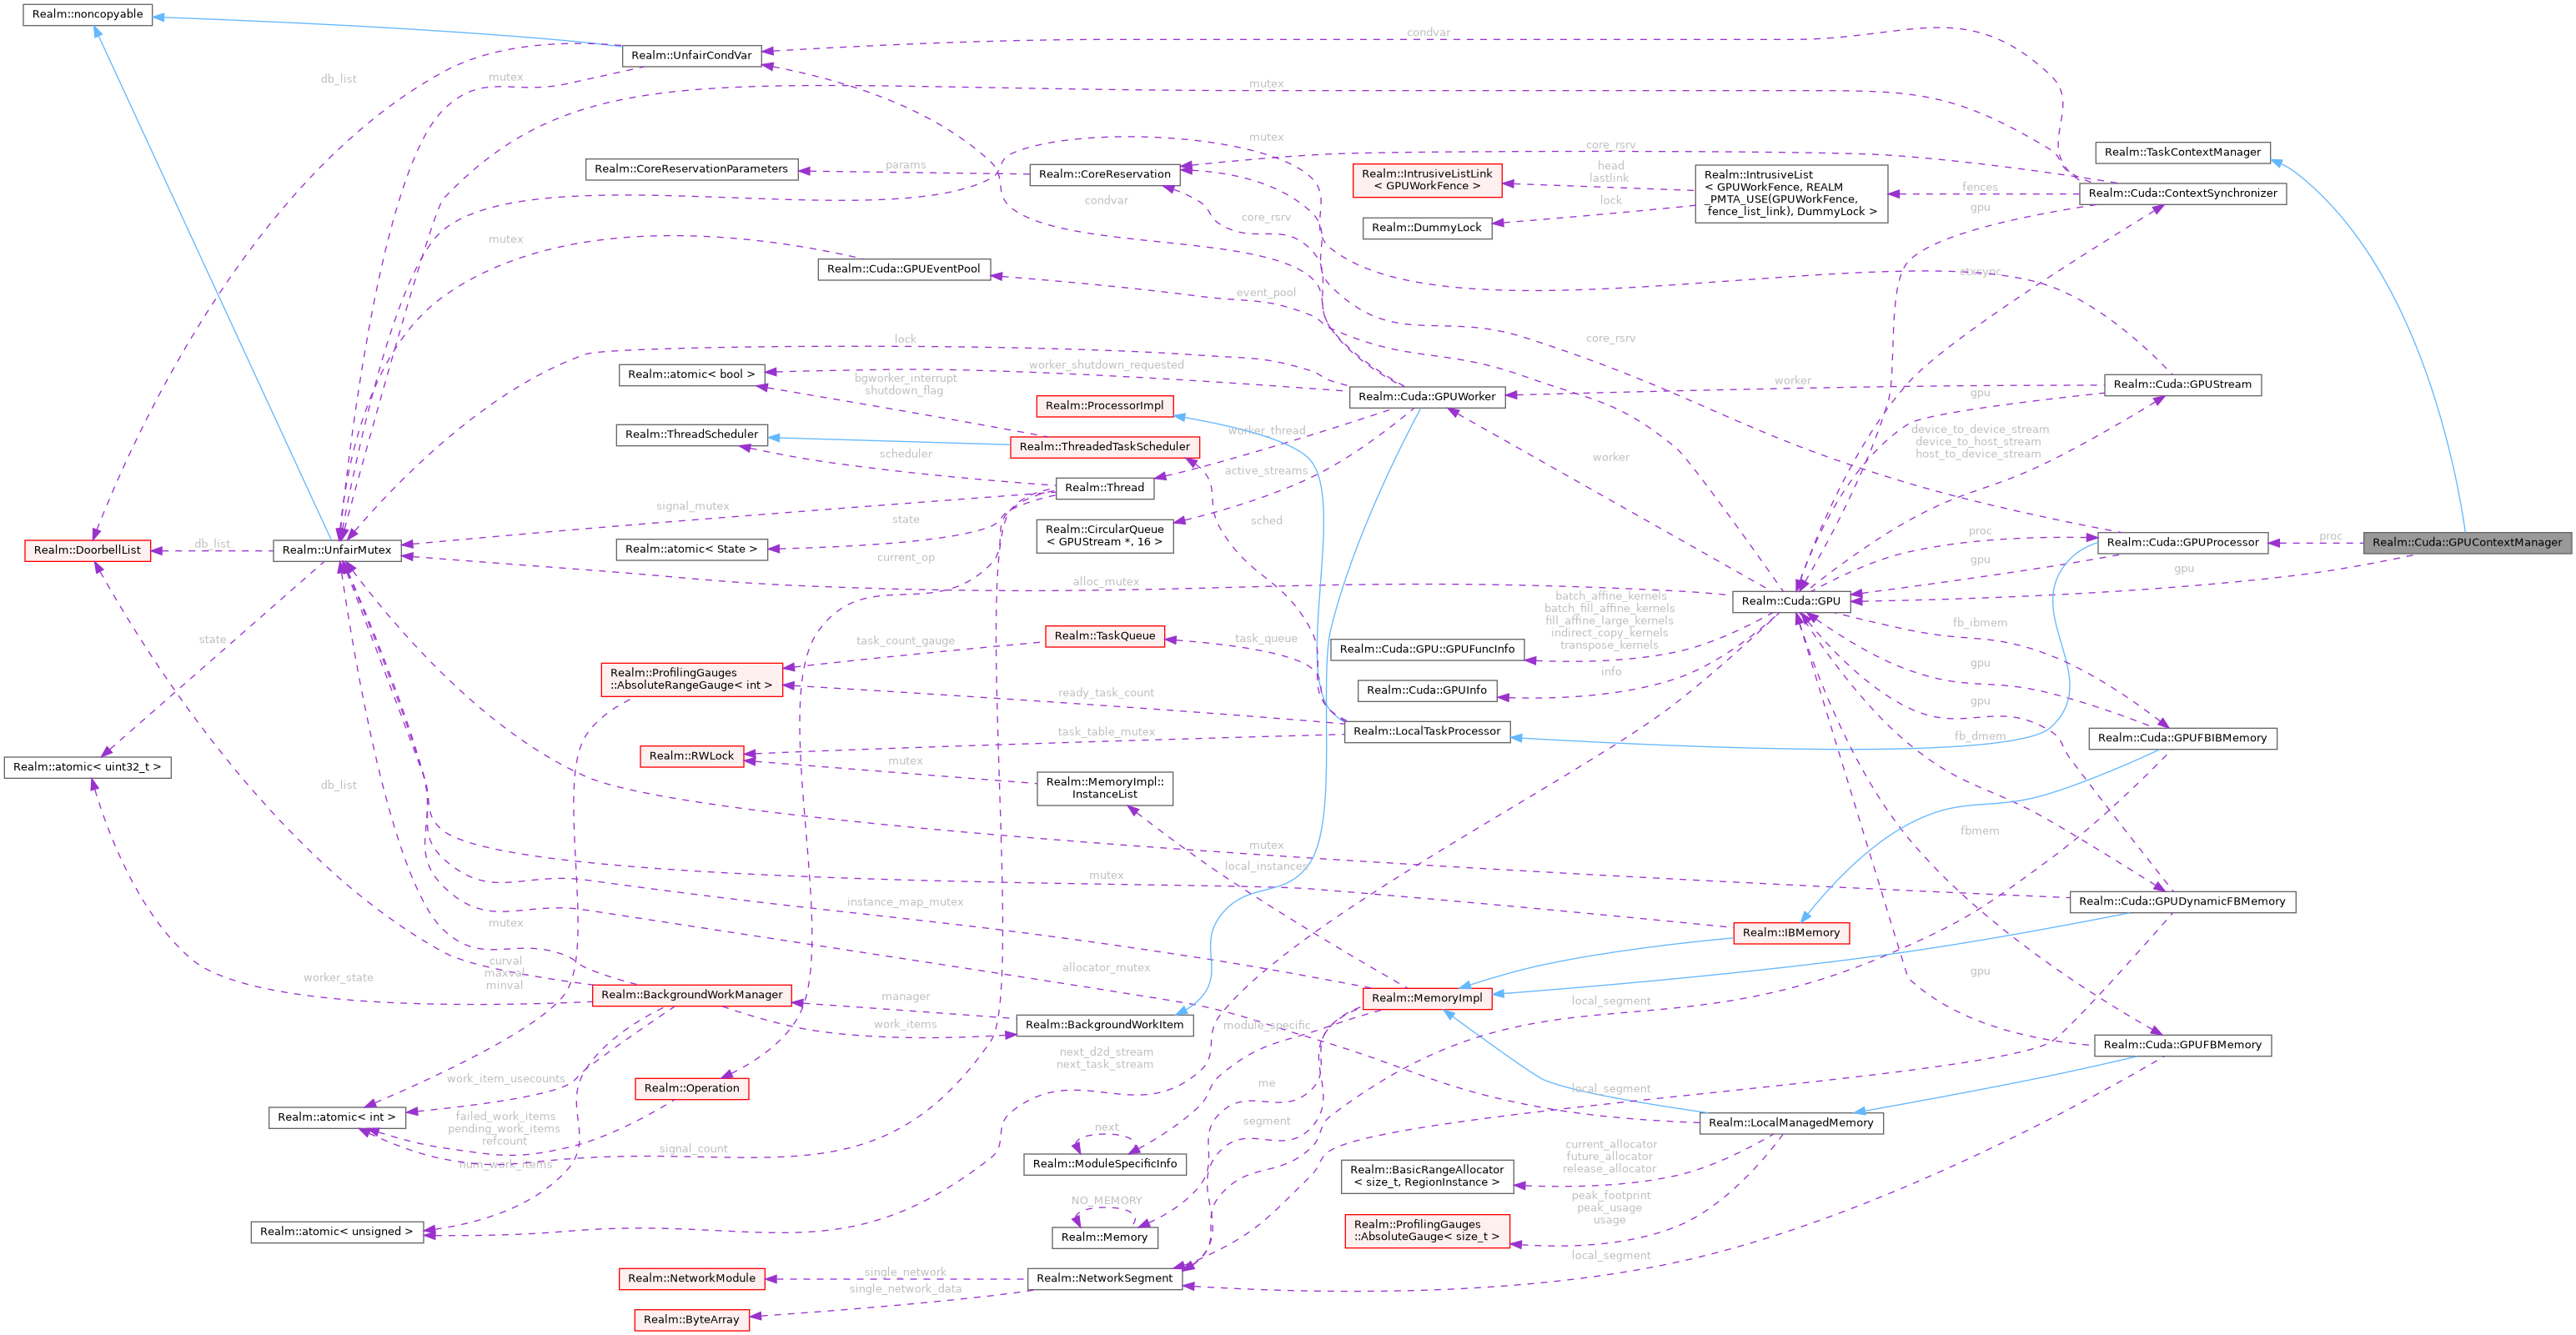 Realm::noncopyable
condvar
Realm::UnfairCondVar
db_list
mutex
mutex
mutex
Realm::TaskContextManager
core_rsrv
Realm::CoreReservationParameters
params
Realm::CoreReservation
Realm::IntrusiveListLink
< GPUWorkFence >
head
lastlink
lock
Realm::IntrusiveList
< GPUWorkFence, REALM
_PMTA_USE(GPUWorkFence,
fence_list_link), DummyLock >
fences
gpu
Realm::Cuda::ContextSynchronizer
condvar
core_rsrv
Realm::DummyLock
mutex
Realm::Cuda::GPUEventPool
event_pool
ctxsync
lock
core_rsrv
Realm::atomic< bool >
worker_shutdown_requested
bgworker_interrupt
shutdown_flag
Realm::Cuda::GPUWorker
worker
gpu
Realm::Cuda::GPUStream
Realm::ProcessorImpl
Realm::ThreadScheduler
scheduler
Realm::ThreadedTaskScheduler
worker_thread
active_streams
worker
device_to_device_stream
device_to_host_stream
host_to_device_stream
Realm::Thread
signal_mutex
state
current_op
Realm::CircularQueue
< GPUStream *, 16 >
sched
Realm::DoorbellList
db_list
Realm::UnfairMutex
Realm::atomic< State >
proc
gpu
Realm::Cuda::GPUProcessor
proc
gpu
Realm::Cuda::GPUContextManager
alloc_mutex
Realm::Cuda::GPU
batch_affine_kernels
batch_fill_affine_kernels
fill_affine_large_kernels
indirect_copy_kernels
transpose_kernels
info
fb_ibmem
gpu
gpu
fb_dmem
state
task_count_gauge
Realm::TaskQueue
task_queue
Realm::Cuda::GPU::GPUFuncInfo
Realm::ProfilingGauges
::AbsoluteRangeGauge< int >
ready_task_count
Realm::Cuda::GPUInfo
task_table_mutex
Realm::LocalTaskProcessor
Realm::Cuda::GPUFBIBMemory
Realm::RWLock
mutex
Realm::atomic< uint32_t >
db_list
Realm::MemoryImpl::
InstanceList
mutex
fbmem
local_instances
mutex
instance_map_mutex
mutex
Realm::Cuda::GPUDynamicFBMemory
Realm::IBMemory
curval
maxval
minval
worker_state
allocator_mutex
Realm::BackgroundWorkManager
manager
work_items
Realm::MemoryImpl
local_segment
gpu
Realm::BackgroundWorkItem
module_specific
Realm::Cuda::GPUFBMemory
next_d2d_stream
next_task_stream
work_item_usecounts
Realm::Operation
me
local_segment
Realm::atomic< int >
failed_work_items
pending_work_items
refcount
segment
Realm::LocalManagedMemory
next
signal_count
num_work_items
Realm::ModuleSpecificInfo
current_allocator
future_allocator
release_allocator
Realm::BasicRangeAllocator
< size_t, RegionInstance >
NO_MEMORY
peak_footprint
peak_usage
usage
Realm::atomic< unsigned >
Realm::Memory
Realm::ProfilingGauges
::AbsoluteGauge< size_t >
local_segment
Realm::NetworkModule
single_network
single_network_data
Realm::NetworkSegment
Realm::ByteArray